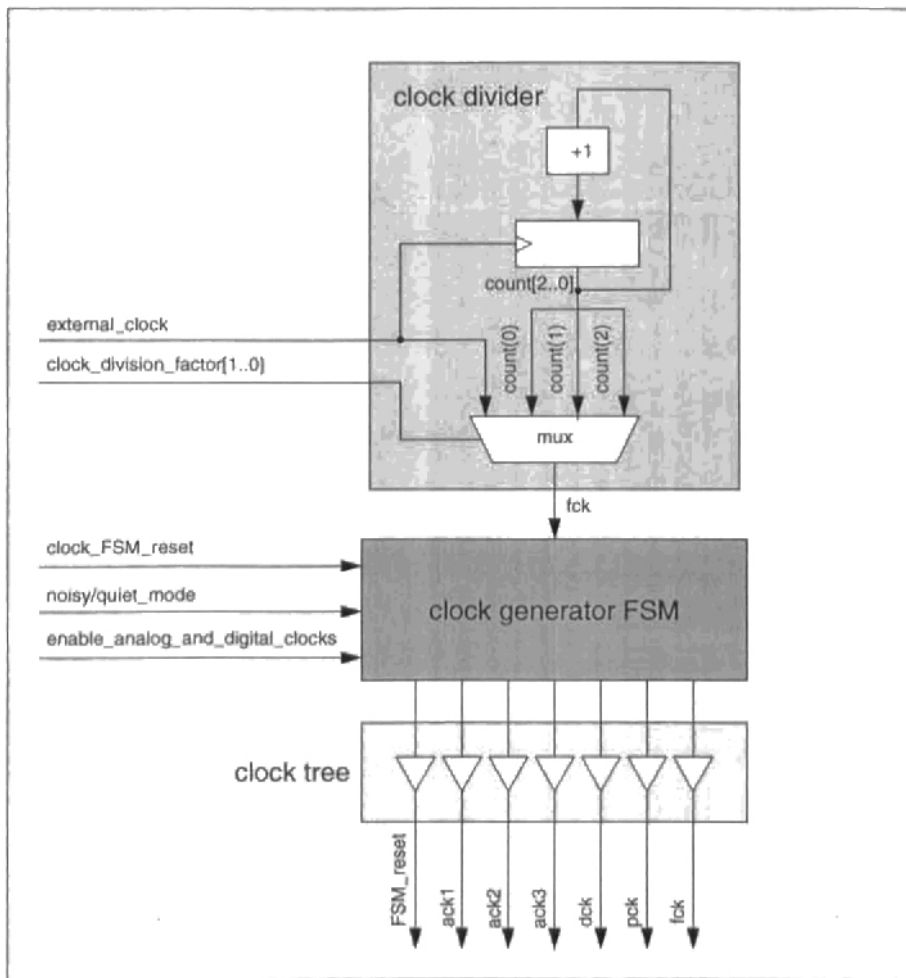 clock divider
+1
count[2..0]
external_clock
clock_division_factor[1..0]
count(0)
count(1)
count(2)
mux
fck
clock_FSM_reset
noisy/quiet_mode
enable_analog_and_digital_clocks
clock generator FSM
clock tree
FSM_reset
ack1
ack2
ack3
dck
pck
fck